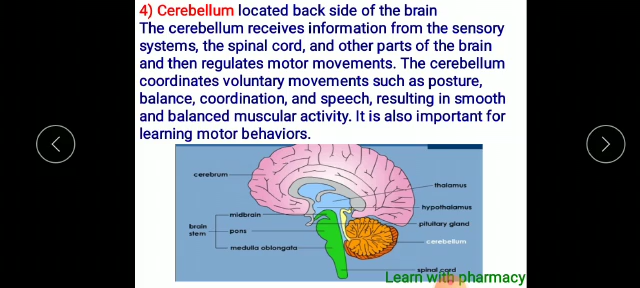 4) Cerebellum located back side of the brain
The cerebellum receives information from the sensory
systems, the spinal cord, and other parts of the brain
and then regulates motor movements. The cerebellum
coordinates voluntary movements such as posture,
balance, coordination, and speech, resulting in smooth
and balanced muscular activity. It is also important for
learning motor behaviors.
cerebrum
thalamus
hypothalamus
midbrain
pituitary gland
brain
stem
pons
cerebellum
medulla oblongata
spinal cord
Learn with pharmacy